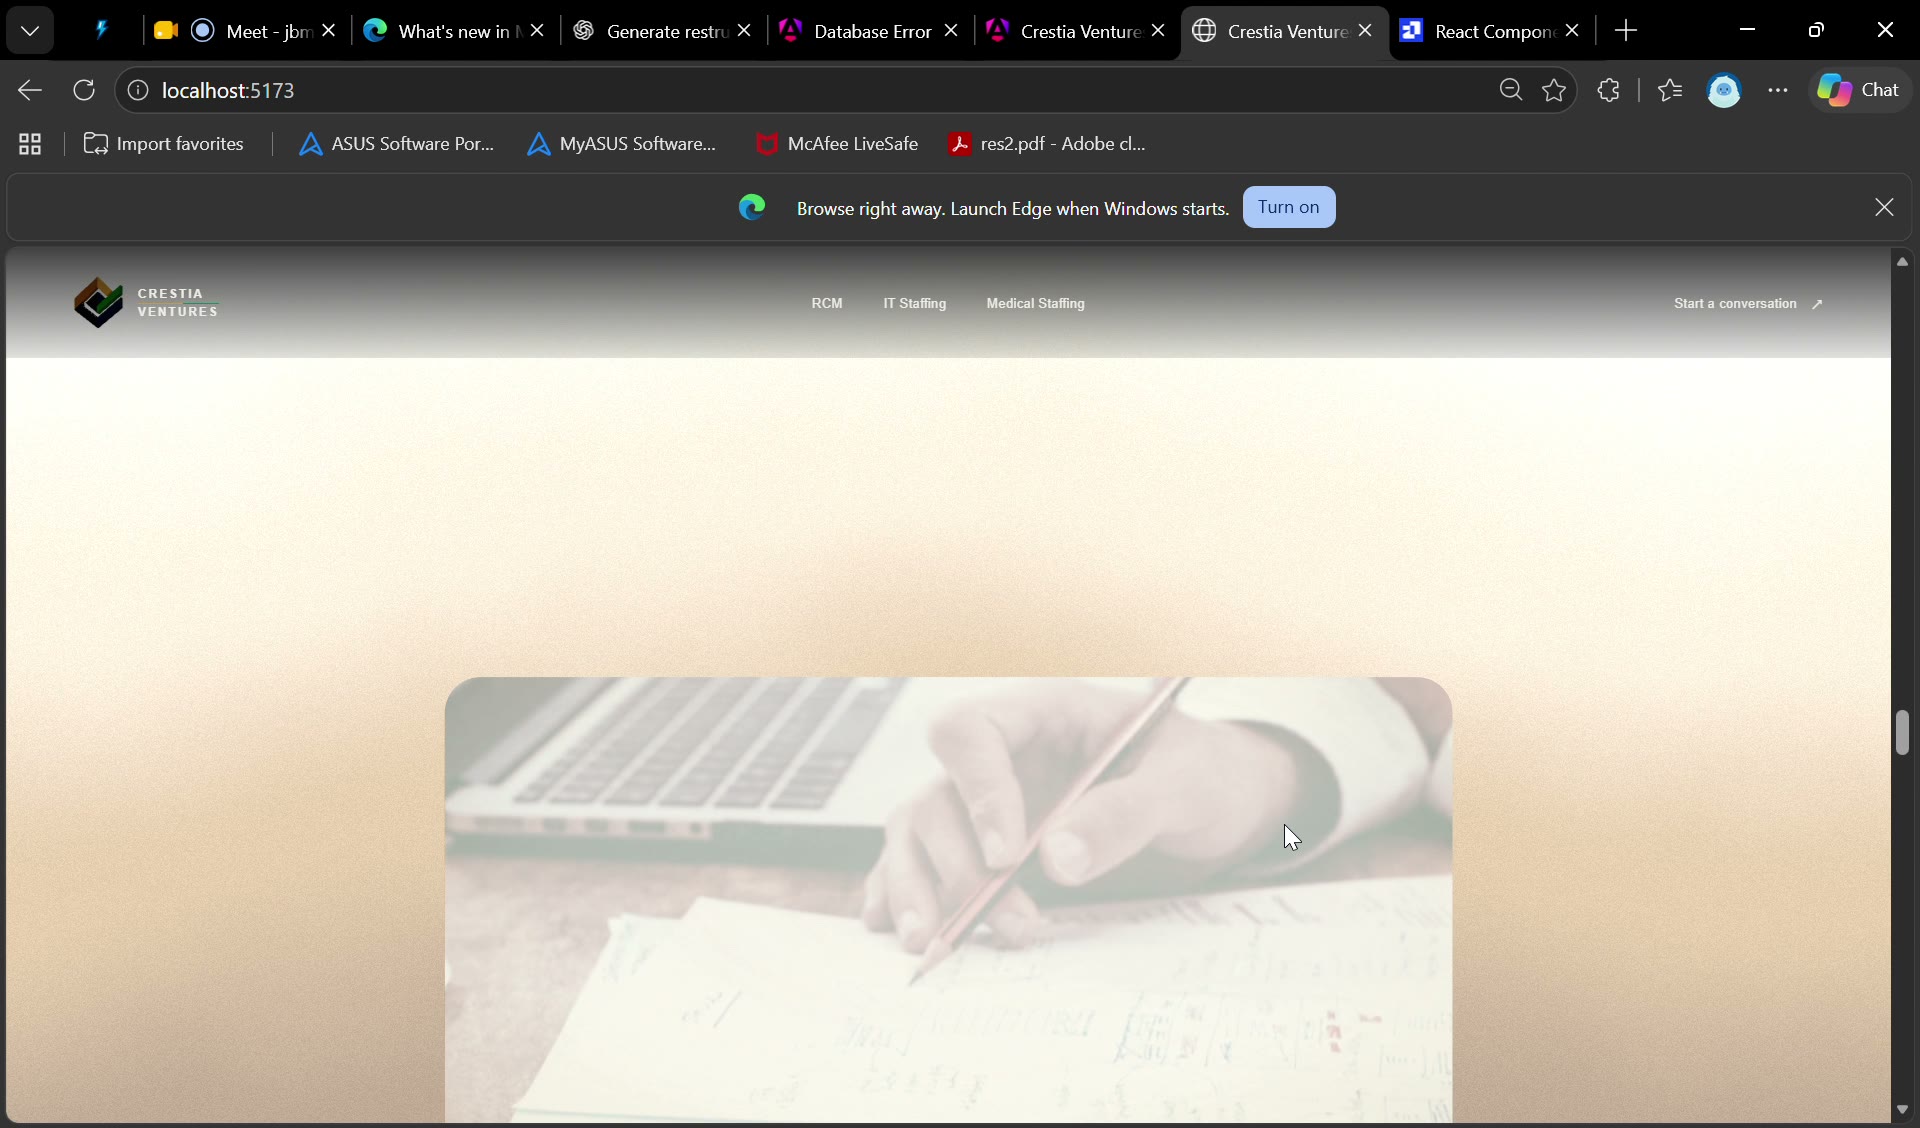 Meet - jbm
What's new in
Generate restru
Database Error
Crestia Venture
Crestia Venture
React Compone
localhost:5173
Chat
Import favorites
ASUS Software Por...
MyASUS Software...
McAfee LiveSafe
res2.pdf - Adobe cl...
Browse right away. Launch Edge when Windows starts.
Turn on
CRESTIA
VENTURES
RCM
IT Staffing
Medical Staffing
Start a conversation